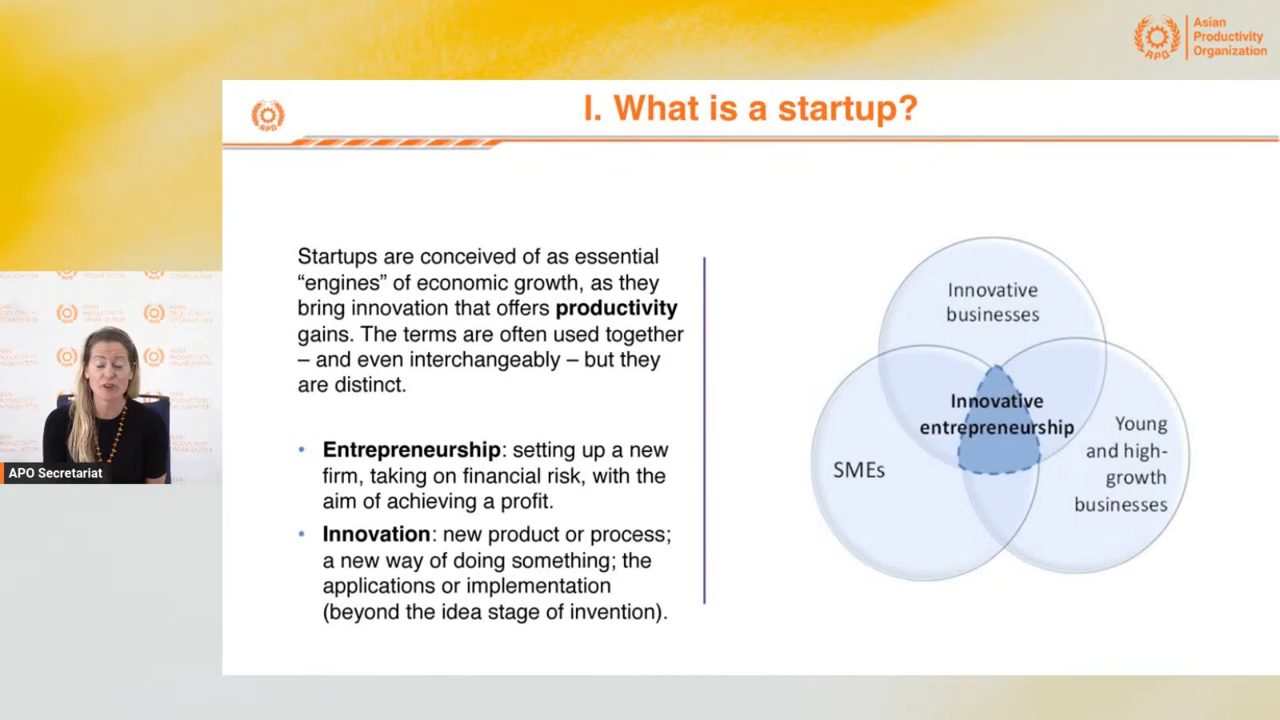 Asian
Productivity
Organization
APO
I. What is a startup?
Startups are conceived of as essential
“engines” of economic growth, as they
bring innovation that offers productivity
gains. The terms are often used together
– and even interchangeably – but they
are distinct.
• Entrepreneurship: setting up a new
firm, taking on financial risk, with the
aim of achieving a profit.
• Innovation: new product or process;
a new way of doing something; the
applications or implementation
(beyond the idea stage of invention).
Innovative
businesses
Innovative
entrepreneurship
SMEs
Young
and high-
growth
businesses
APO Secretariat